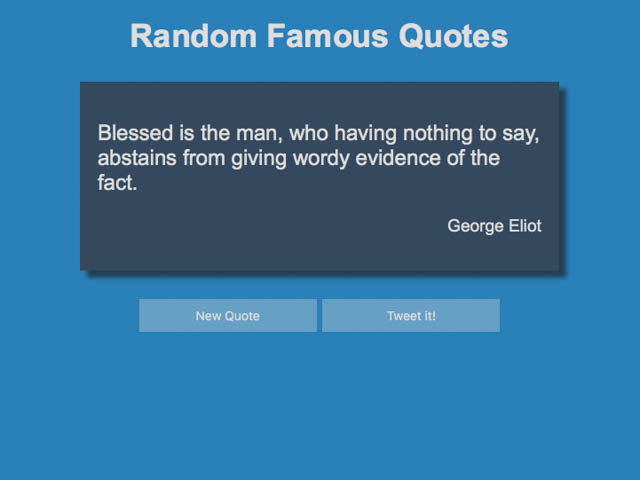 Random Famous Quotes
Blessed is the man, who having nothing to say,
abstains from giving wordy evidence of the
fact.
George Eliot
New Quote
Tweet it!